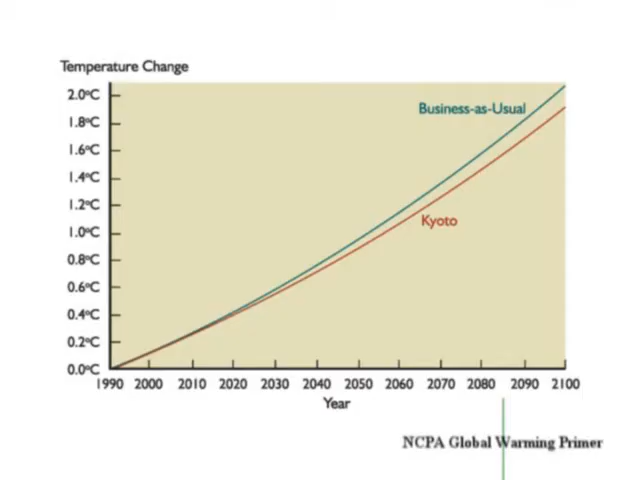 Temperature Change
2.0°C
1.8°C
1.6°C
1.4°C
1.2°C
1.0°C
0.8°C
0.6°C
0.4°C
0.2°C
0.0°C
Business-as-Usual
Kyoto
1990 2000 2010 2020 2030 2040 2050 2060 2070 2080 2090 2100
Year
NCPA Global Warming Primer